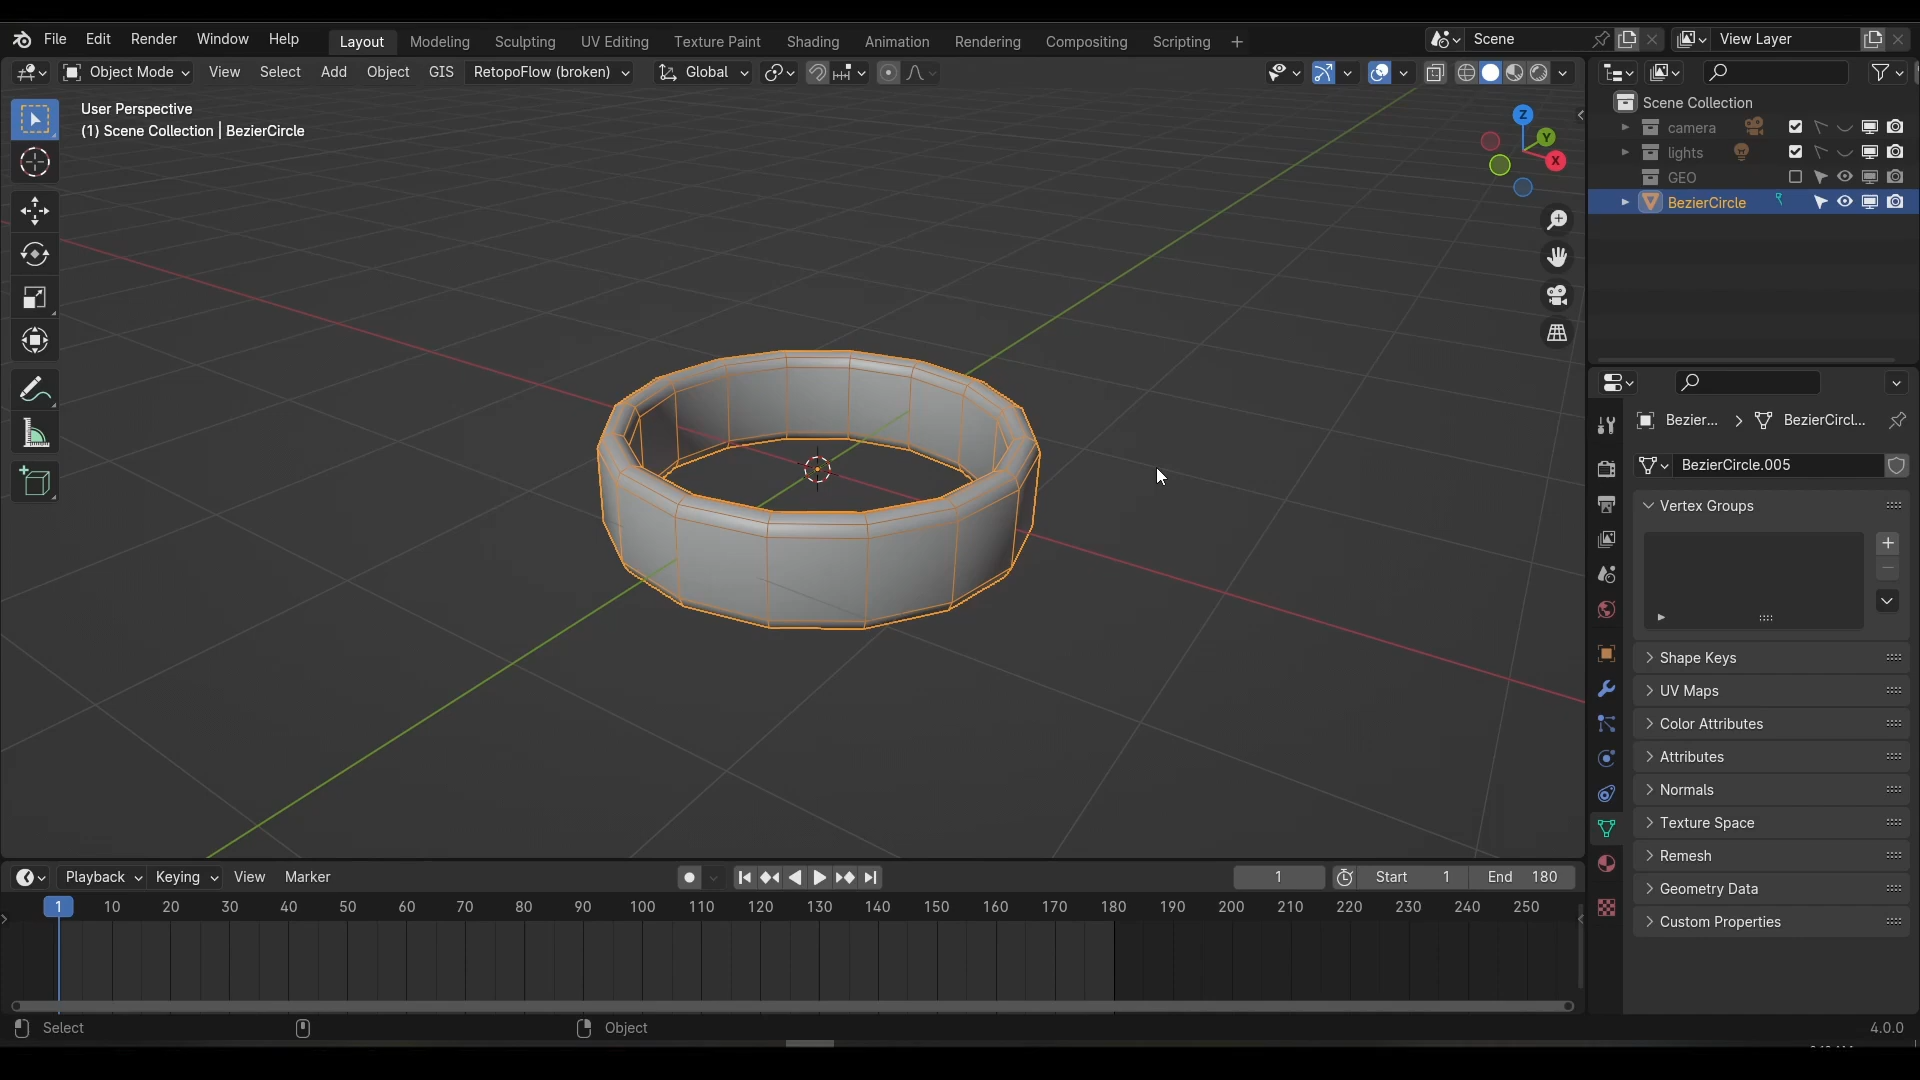 File Edit Render Window Help Layout Modeling Sculpting UV Editing Texture Paint Shading Animation Rendering Compositing Scripting + Scene View Layer
Object Mode View Select Add Object GIS RetopoFlow (broken) Global
User Perspective
(1) Scene Collection | BezierCircle
Z
Y
X
Scene Collection
camera
lights
GEO
BezierCircle
Bezier... BezierCircl...
BezierCircle.005
Vertex Groups
Shape Keys
UV Maps
Color Attributes
Attributes
Normals
Texture Space
Remesh
Geometry Data
Custom Properties
Playback Keying View Marker 1 Start 1 End 180
1 10 20 30 40 50 60 70 80 90 100 110 120 130 140 150 160 170 180 190 200 210 220 230 240 250
Select Object 4.0.0